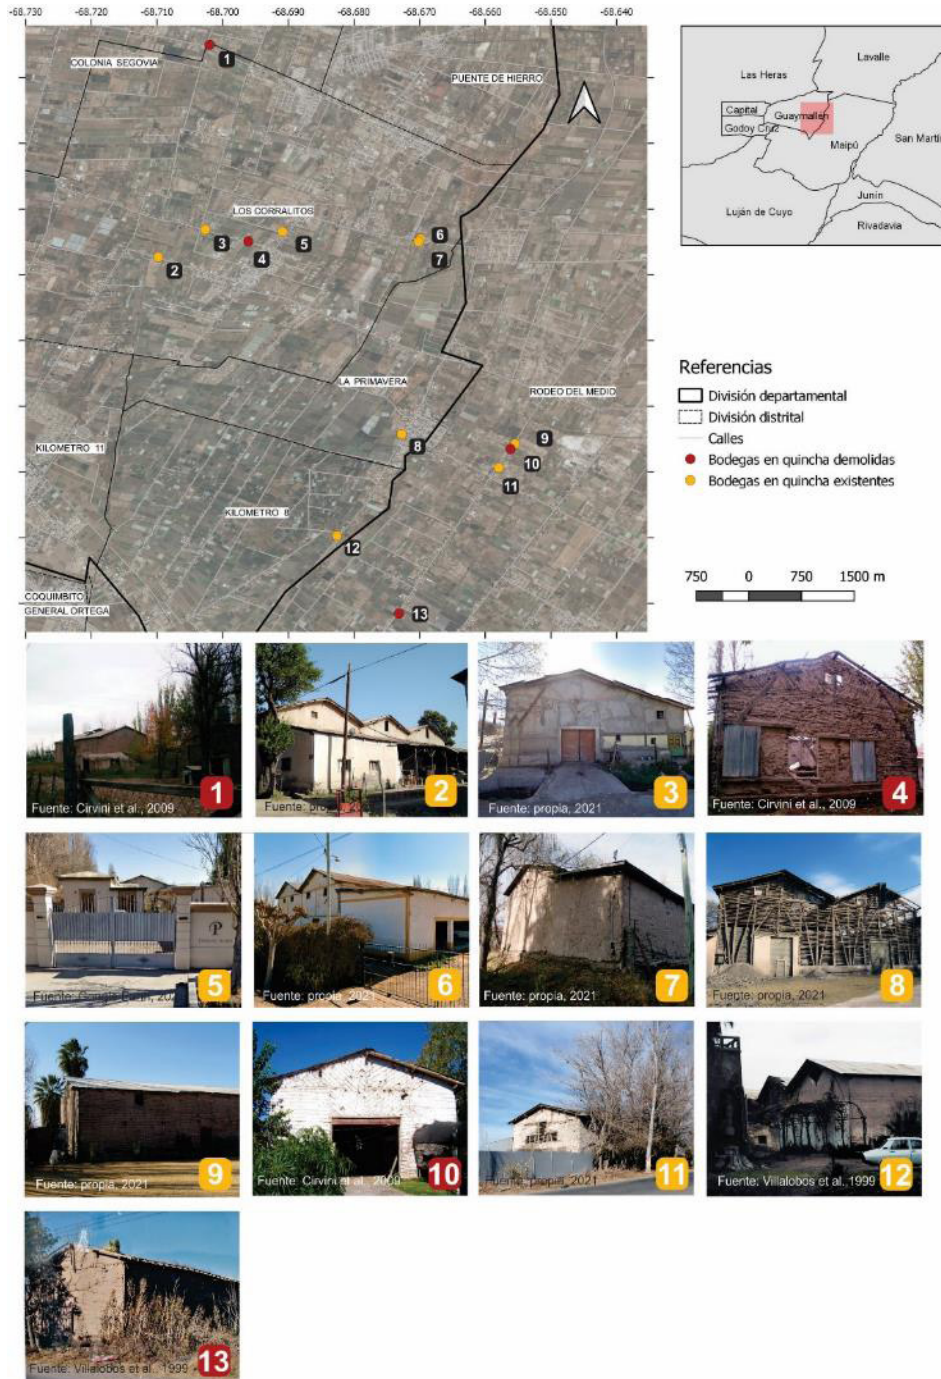 -68.730 -68.720 -68.710 -68.700 -68.690 -68.680 -68.670 -68.660 -68.650 -68.640
COLONIA SEGOVIA
1
PUENTE DE HIERRO
LOS CORRALITOS
2
3
4
5
6
7
LA PRIMAVERA
RODEO DEL MEDIO
KILOMETRO 11
8
9
10
11
KILOMETRO 8
12
COQUIMBITO
GENERAL ORTEGA
13
Lavalle
Las Heras
Capital
Guaymallén
Godoy Cruz
San Martí
Maipú
Junín
Luján de Cuyo
Rivadavia
Referencias
División departamental
División distrital
Calles
Bodegas en quincha demolidas
Bodegas en quincha existentes
750 0 750 1500 m
Fuente: Cirvini et al., 2009
1
Fuente: 
2
Fuente: propia, 2021
3
Fuente: Cirvini et al., 2009
4
P
Fuente: 
5
Fuente: propia, 2021
6
Fuente: propia, 2021
7
Fuente: propia, 2021
8
Fuente: propia, 2021
9
Fuente: Cirvini et al., 2009
10
Fuente: propia, 2021
11
Fuente: Villalobos et al., 1999
12
Fuente: Villalobos et al., 1999
13